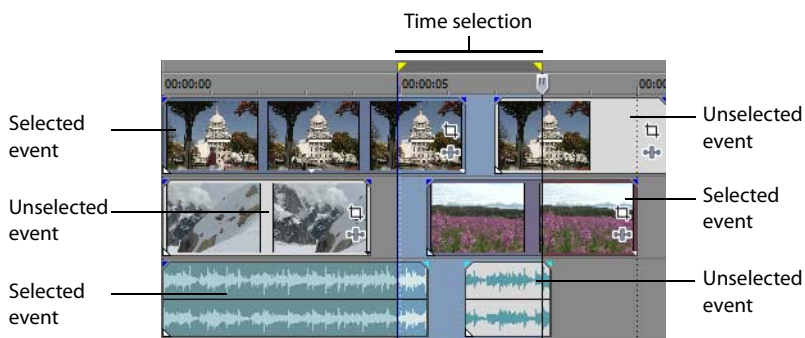 Time selection
00:00:00
00:00:05
00:00
Selected
event
Unselected
event
Unselected
event
Selected
event
Selected
event
Unselected
event